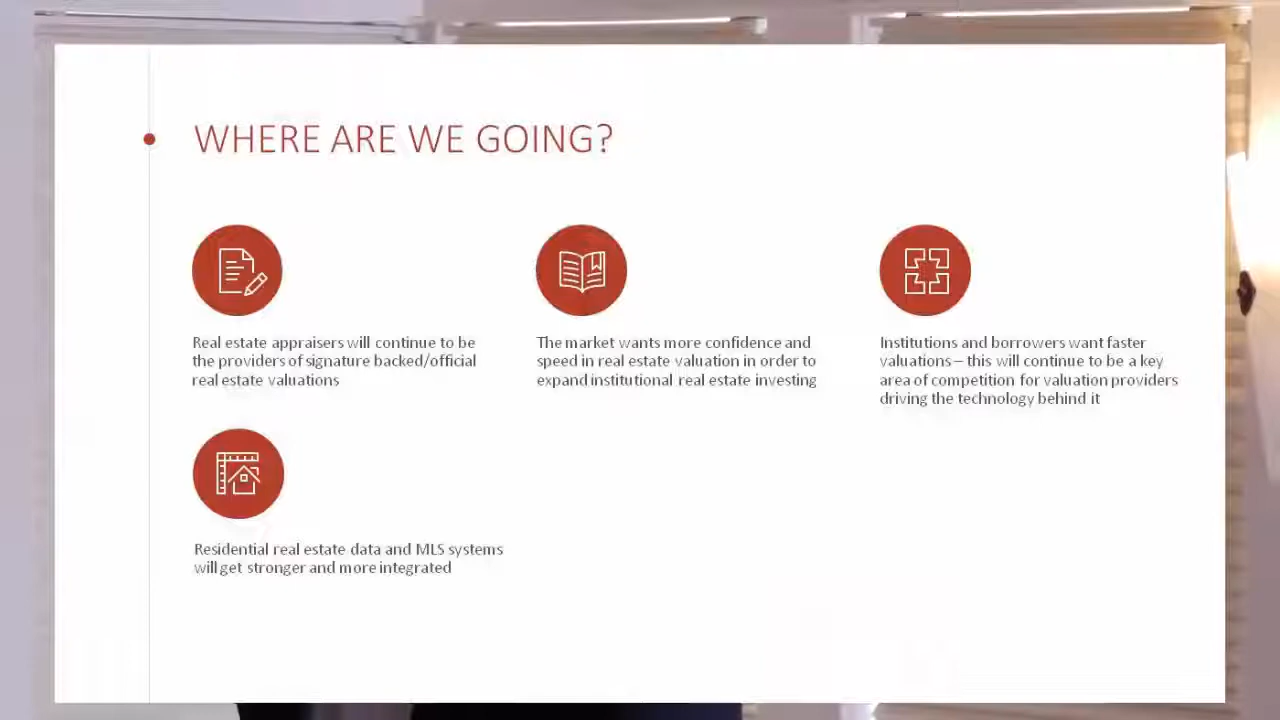 WHERE ARE WE GOING?
Real estate appraisers will continue to be
the providers of signature backed/official
real estate valuations
The market wants more confidence and
speed in real estate valuation in order to
expand institutional real estate investing
Institutions and borrowers want faster
valuations – this will continue to be a key
area of competition for valuation providers
driving the technology behind it
Residential real estate data and MLS systems
will get stronger and more integrated